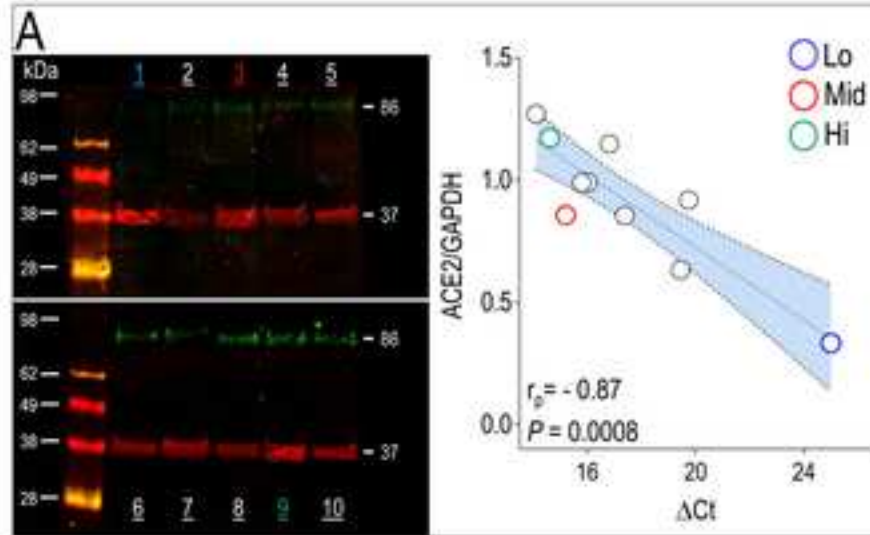 A
kDa
1 2 3 4 5
98
62
49
38
28
86
37
98
62
49
38
28
86
37
6 7 8 9 10
1.5
1.0
0.5
0.0
ACE2/GAPDH
Lo
Mid
Hi
rp= - 0.87
P = 0.0008
16 20 24
ΔCt